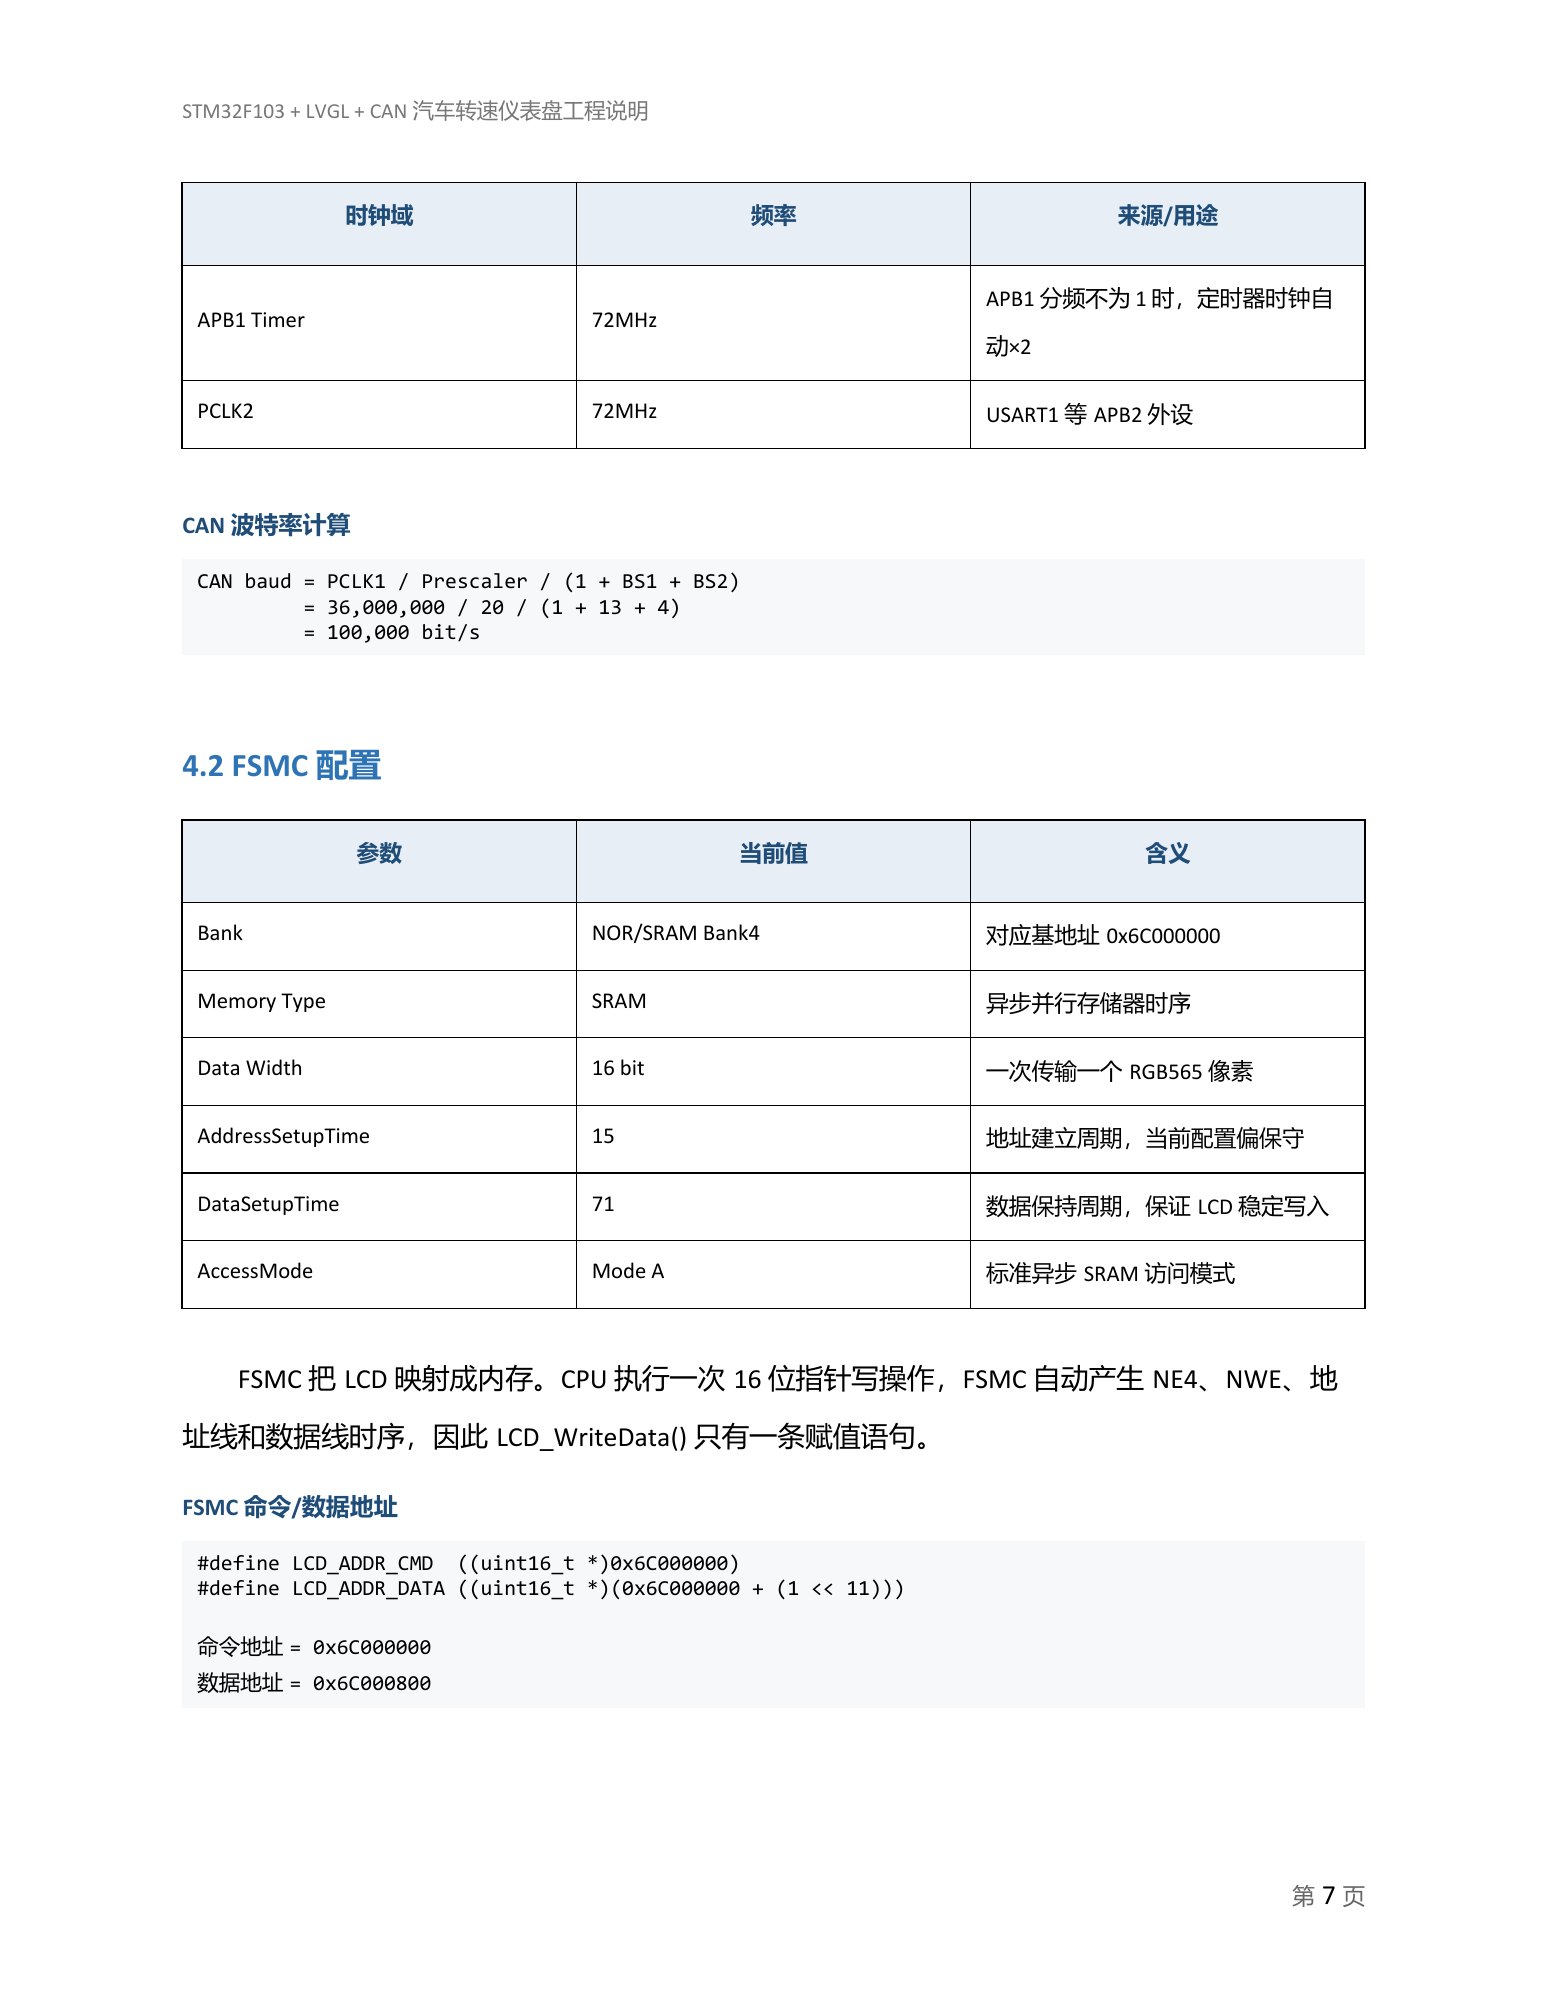 STM32F103 + LVGL + CAN 汽车转速仪表盘工程说明
时钟域 频率 来源/用途
APB1 Timer 72MHz APB1 分频不为 1 时，定时器时钟自
动×2
PCLK2 72MHz USART1 等 APB2 外设
CAN 波特率计算
CAN baud = PCLK1 / Prescaler / (1 + BS1 + BS2)
= 36,000,000 / 20 / (1 + 13 + 4)
= 100,000 bit/s
4.2 FSMC 配置
参数 当前值 含义
Bank NOR/SRAM Bank4 对应基地址 0x6C000000
Memory Type SRAM 异步并行存储器时序
Data Width 16 bit 一次传输一个 RGB565 像素
AddressSetupTime 15 地址建立周期，当前配置偏保守
DataSetupTime 71 数据保持周期，保证 LCD 稳定写入
AccessMode Mode A 标准异步 SRAM 访问模式
FSMC 把 LCD 映射成内存。CPU 执行一次 16 位指针写操作，FSMC 自动产生 NE4、NWE、地
址线和数据线时序，因此 LCD_WriteData() 只有一条赋值语句。
FSMC 命令/数据地址
#define LCD_ADDR_CMD  ((uint16_t *)0x6C000000)
#define LCD_ADDR_DATA ((uint16_t *)(0x6C000000 + (1 << 11)))
命令地址 = 0x6C000000
数据地址 = 0x6C000800
第 7 页